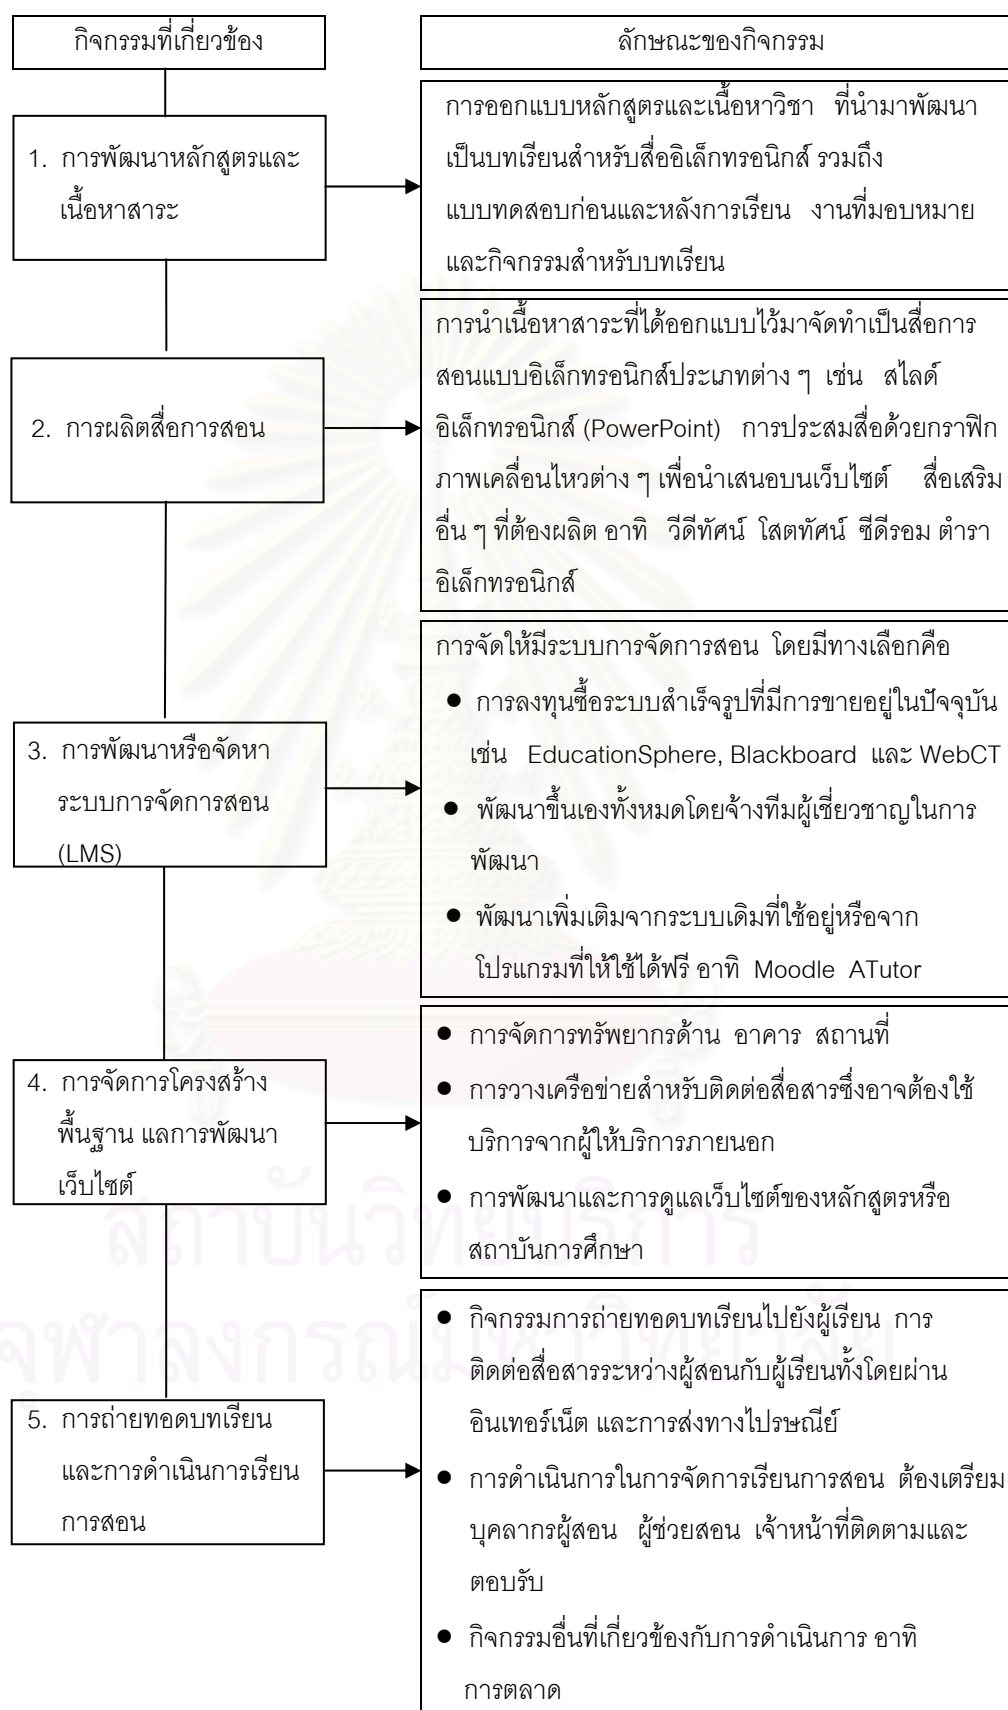 กิจกรรมที่เกี่ยวข้อง
ลักษณะของกิจกรรม
1. การพัฒนาหลักสูตรและ
เนื้อหาสาระ
การออกแบบหลักสูตรและเนื้อหาวิชา ที่นำมาพัฒนา
เป็นบทเรียนสำหรับสื่ออิเล็กทรอนิกส์ รวมถึง
แบบทดสอบก่อนและหลังการเรียน งานที่มอบหมาย
และกิจกรรมสำหรับบทเรียน
2. การผลิตสื่อการสอน
การนำเนื้อหาสาระที่ได้ออกแบบไว้มาจัดทำเป็นสื่อการ
สอนแบบอิเล็กทรอนิกส์ประเภทต่าง ๆ เช่น สไลด์
อิเล็กทรอนิกส์ (PowerPoint) การประสมสื่อด้วยกราฟิก
ภาพเคลื่อนไหวต่าง ๆ เพื่อนำเสนอบนเว็บไซต์ สื่อเสริม
อื่น ๆ ที่ต้องผลิต อาทิ วีดีทัศน์ โสตทัศน์ ซีดีรอม ตำรา
อิเล็กทรอนิกส์
3. การพัฒนาหรือจัดหา
ระบบการจัดการสอน
(LMS)
การจัดให้มีระบบการจัดการสอน โดยมีทางเลือกคือ
● การลงทุนซื้อระบบสำเร็จรูปที่มีการขายอยู่ในปัจจุบัน
เช่น EducationSphere, Blackboard และ WebCT
● พัฒนาขึ้นเองทั้งหมดโดยจ้างทีมผู้เชี่ยวชาญในการ
พัฒนา
● พัฒนาเพิ่มเติมจากระบบเดิมที่ใช้อยู่หรือจาก
โปรแกรมที่ให้ใช้ได้ฟรี อาทิ Moodle ATutor
4. การจัดการโครงสร้าง
พื้นฐาน แลการพัฒนา
เว็บไซต์
● การจัดการทรัพยากรด้าน อาคาร สถานที่
● การวางเครือข่ายสำหรับติดต่อสื่อสารซึ่งอาจต้องใช้
บริการจากผู้ให้บริการภายนอก
● การพัฒนาและการดูแลเว็บไซต์ของหลักสูตรหรือ
สถาบันการศึกษา
สถาบันวิทยบริการ
จุฬาลงกรณ์มหาวิทยาลัย
5. การถ่ายทอดบทเรียน
และการดำเนินการเรียน
การสอน
● กิจกรรมการถ่ายทอดบทเรียนไปยังผู้เรียน การ
ติดต่อสื่อสารระหว่างผู้สอนกับผู้เรียนทั้งโดยผ่าน
อินเทอร์เน็ต และการส่งทางไปรษณีย์
● การดำเนินการในการจัดการเรียนการสอน ต้องเตรียม
บุคลากรผู้สอน ผู้ช่วยสอน เจ้าหน้าที่ติดตามและ
ตอบรับ
● กิจกรรมอื่นที่เกี่ยวข้องกับการดำเนินการ อาทิ
การตลาด